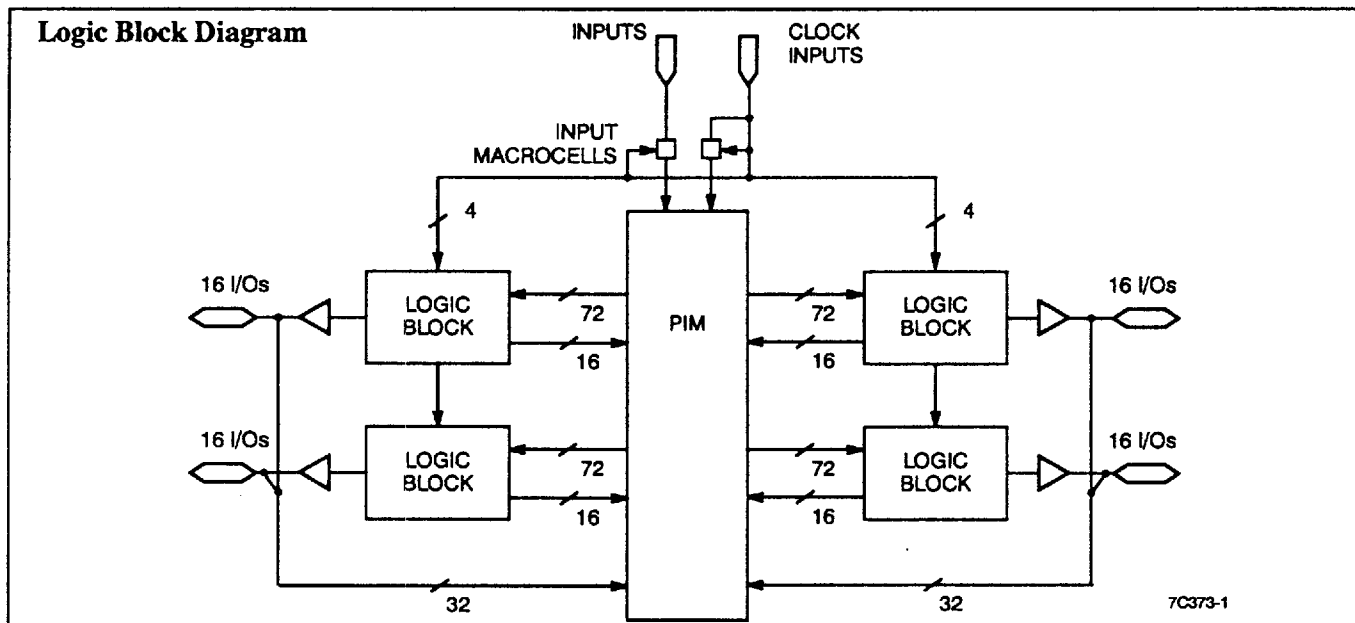 Logic Block Diagram
INPUTS
CLOCK
INPUTS
INPUT
MACROCELLS
4
4
16 I/Os
LOGIC
BLOCK
72
16
PIM
72
16
LOGIC
BLOCK
16 I/Os
16 I/Os
LOGIC
BLOCK
72
16
72
16
LOGIC
BLOCK
16 I/Os
32
32
7C373-1